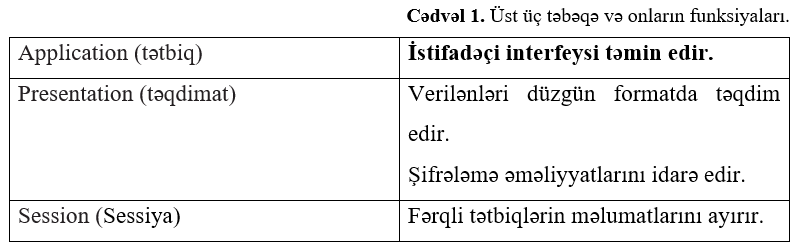 Cədvəl 1. Üst üç təbəqə və onların funksiyaları.
Application (tətbiq)
İstifadəçi interfeysi təmin edir.
Presentation (təqdimat)
Verilənləri düzgün formatda təqdim
edir.
Şifrələmə əməliyyatlarını idarə edir.
Session (Sessiya)
Fərqli tətbiqlərin məlumatlarını ayırır.